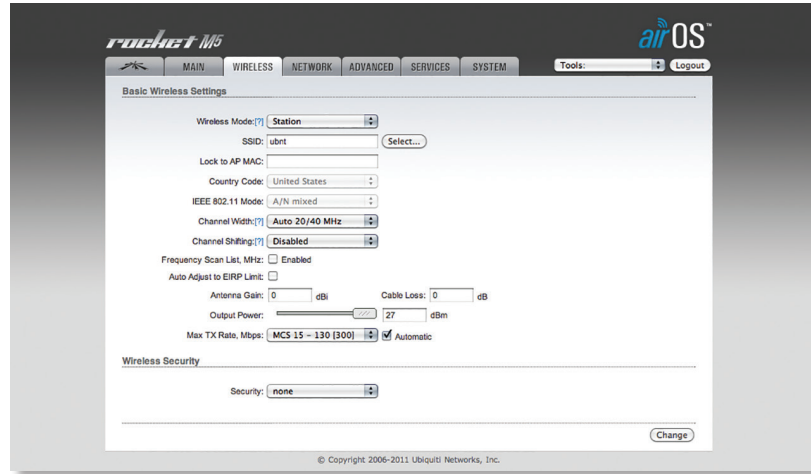 rocket M5
airOS™
MAIN WIRELESS NETWORK ADVANCED SERVICES SYSTEM Tools: Logout
Basic Wireless Settings
Wireless Mode:[?] Station
SSID: ubnt Select...
Lock to AP MAC:
Country Code: United States
IEEE 802.11 Mode: A/N mixed
Channel Width:[?] Auto 20/40 MHz
Channel Shifting:[?] Disabled
Frequency Scan List, MHz: Enabled
Auto Adjust to EIRP Limit:
Antenna Gain: 0 dBi Cable Loss: 0 dB
Output Power: 27 dBm
Max TX Rate, Mbps: MCS 15 - 130 [300] Automatic
Wireless Security
Security: none
Change
© Copyright 2006-2011 Ubiquiti Networks, Inc.